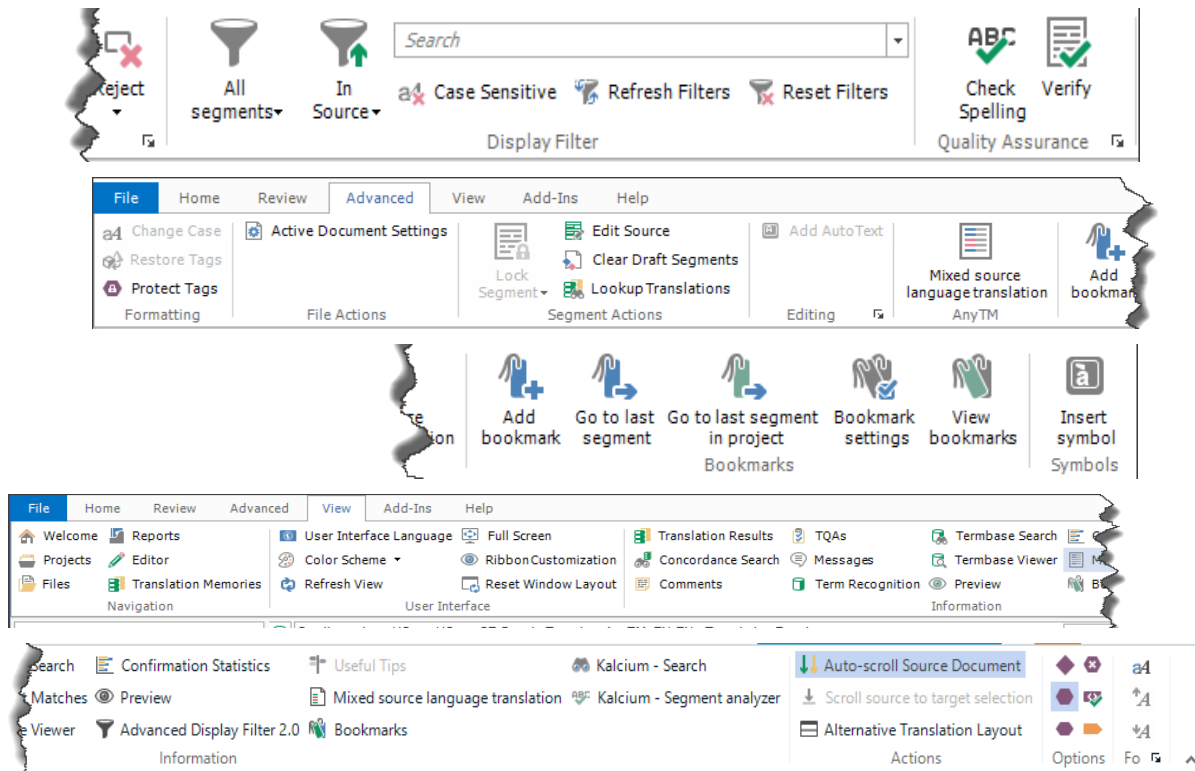 Reject
All segments
In Source
Search
Case Sensitive
Refresh Filters
Reset Filters
Display Filter
ABC
Check Spelling
Verify
Quality Assurance
File Home Review Advanced View Add-Ins Help
Change Case
Restore Tags
Protect Tags
Formatting
Active Document Settings
File Actions
Lock Segment
Edit Source
Clear Draft Segments
Lookup Translations
Segment Actions
Add AutoText
Editing
Mixed source
language translation
AnyTM
Add
bookmark
Add
bookmark
Go to last
segment
Go to last segment
in project
Bookmark
settings
View
bookmarks
Bookmarks
Insert
symbol
Symbols
File Home Review Advanced View Add-Ins Help
Welcome Reports
Projects Editor
Files Translation Memories
Navigation
User Interface Language Full Screen
Color Scheme Ribbon Customization
Refresh View Reset Window Layout
User Interface
Translation Results TQAs Termbase Search
Concordance Search Messages Termbase Viewer
Comments Term Recognition Preview
Information
Search Confirmation Statistics Useful Tips Kalcium - Search
Matches Preview Mixed source language translation Kalcium - Segment analyzer
Viewer Advanced Display Filter 2.0 Bookmarks
Information
Auto-scroll Source Document
Scroll source to target selection
Alternative Translation Layout
Actions
Options
Fo